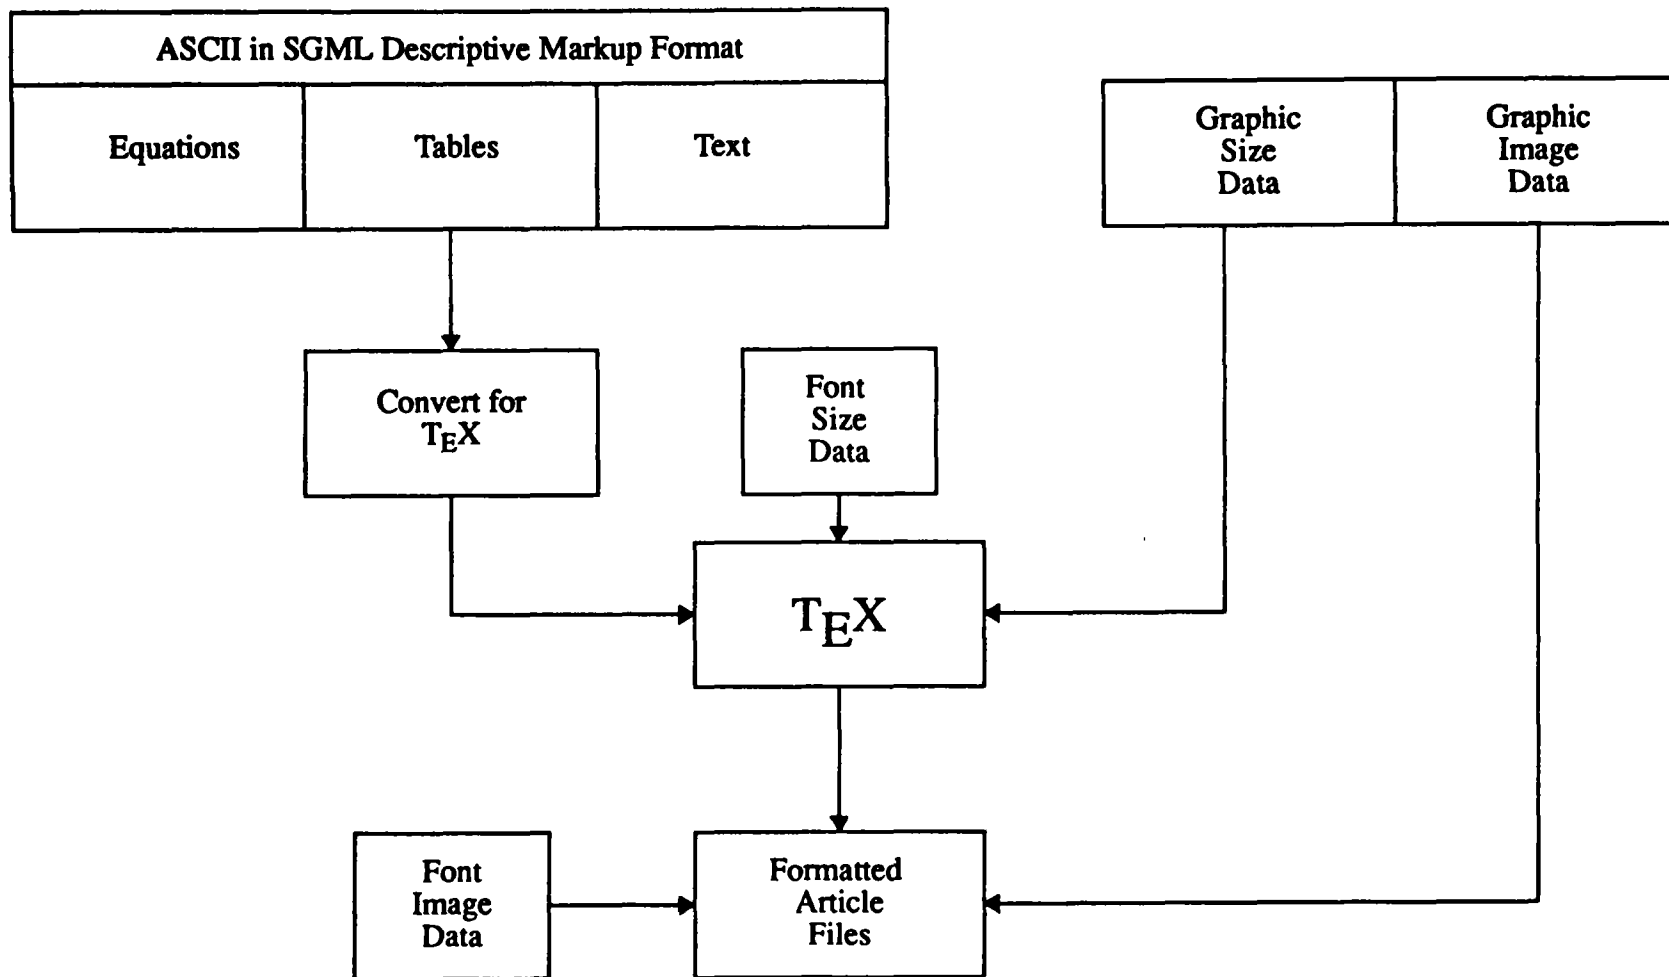 ASCII in SGML Descriptive Markup Format
Equations
Tables
Text
Graphic
Size
Data
Graphic
Image
Data
Convert for
TEX
Font
Size
Data
TEX
Font
Image
Data
Formatted
Article
Files